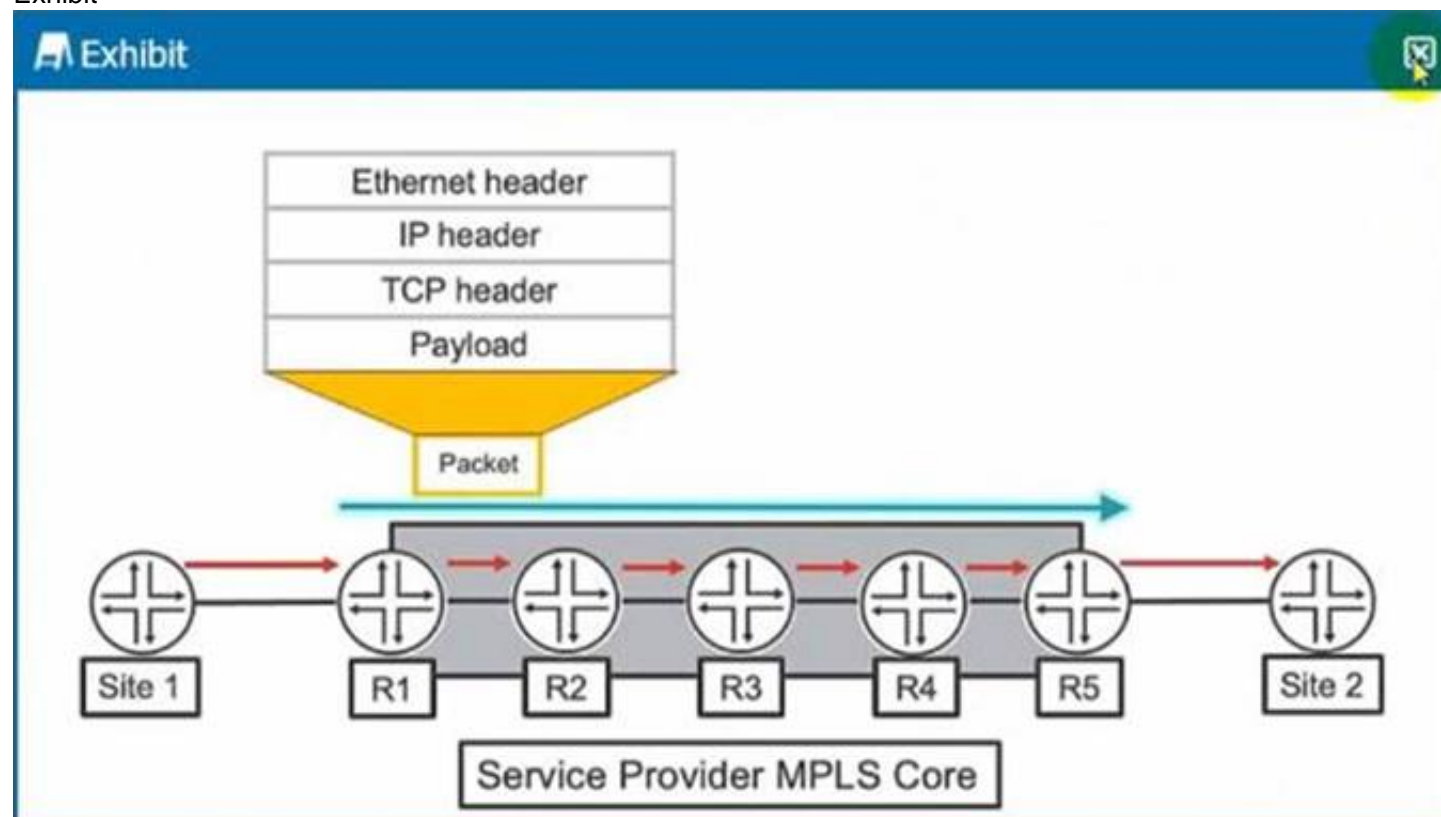 Exhibit
Exhibit
Ethernet header
IP header
TCP header
Payload
Packet
Site 1
R1
R2
R3
R4
R5
Site 2
Service Provider MPLS Core